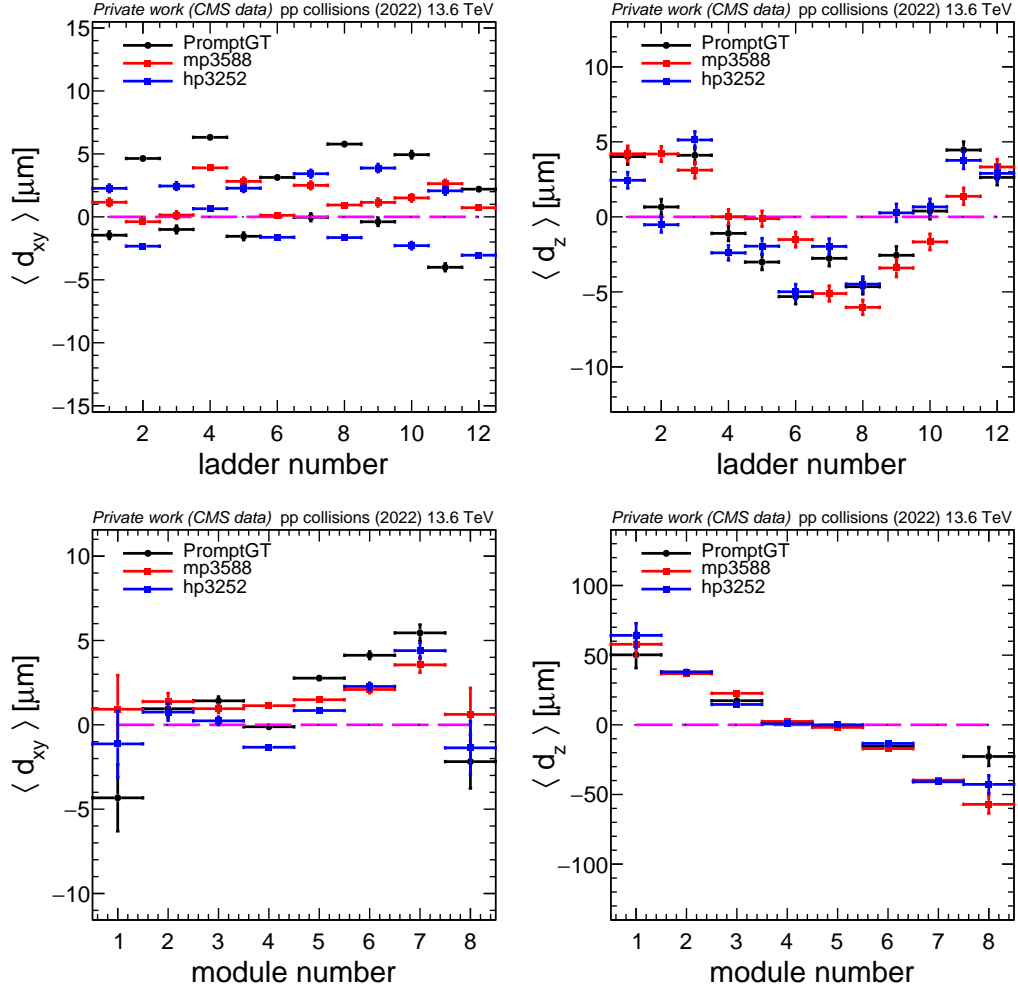 Private work (CMS data) pp collisions (2022) 13.6 TeV
PromptGT
mp3588
hp3252
15
10
5
0
−5
−10
−15
⟨ d_xy ⟩ [μm]
2 4 6 8 10 12
ladder number
Private work (CMS data) pp collisions (2022) 13.6 TeV
PromptGT
mp3588
hp3252
10
5
0
−5
−10
⟨ d_z ⟩ [μm]
2 4 6 8 10 12
ladder number
Private work (CMS data) pp collisions (2022) 13.6 TeV
PromptGT
mp3588
hp3252
10
5
0
−5
−10
⟨ d_xy ⟩ [μm]
1 2 3 4 5 6 7 8
module number
Private work (CMS data) pp collisions (2022) 13.6 TeV
PromptGT
mp3588
hp3252
100
50
0
−50
−100
⟨ d_z ⟩ [μm]
1 2 3 4 5 6 7 8
module number